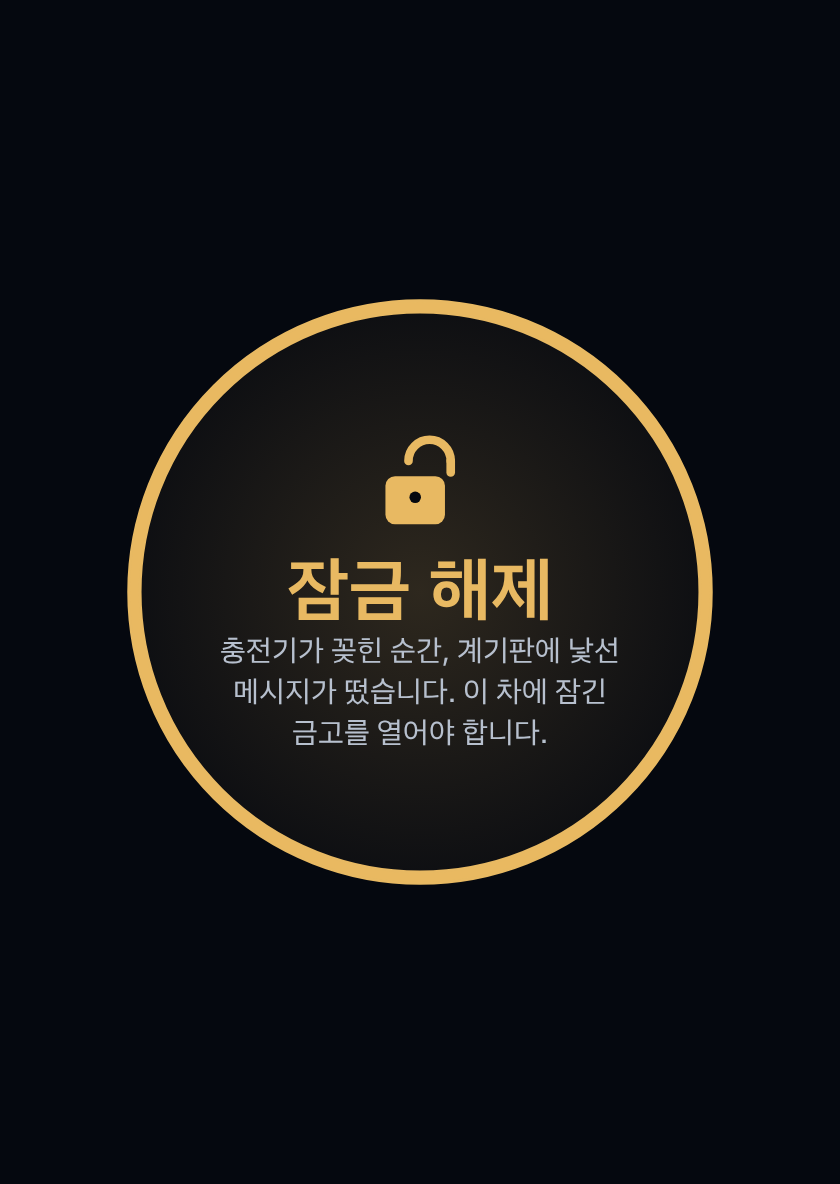 잠금 해제
충전기가 꽂힌 순간, 계기판에 낯선
메시지가 떴습니다. 이 차에 잠긴
금고를 열어야 합니다.